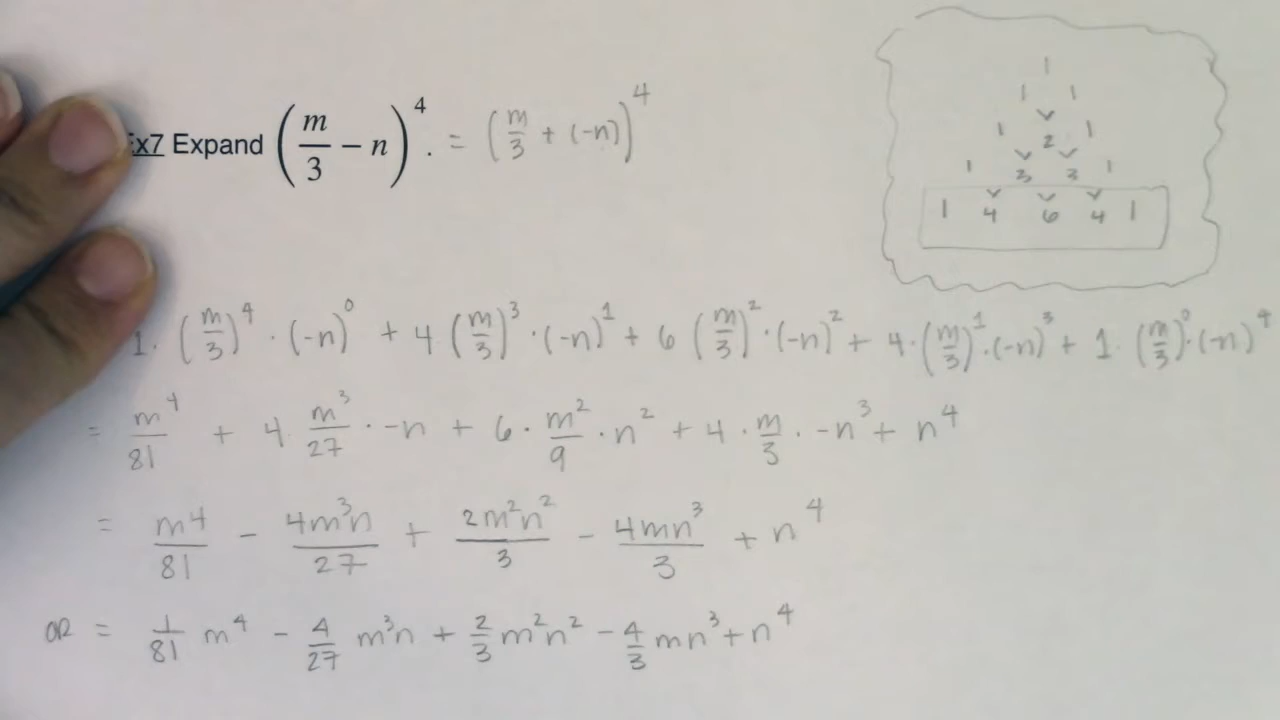 Ex7 Expand (m/3 − n)^4. = (m/3 + (-n))^4
1
1 1
1 2 1
1 3 3 1
1 4 6 4 1
1 · (m/3)^4 · (-n)^0 + 4 (m/3)^3 · (-n)^1 + 6 (m/3)^2 · (-n)^2 + 4 · (m/3)^1 · (-n)^3 + 1 · (m/3)^0 · (-n)^4
= m^4/81 + 4 · m^3/27 · -n + 6 · m^2/9 · n^2 + 4 · m/3 · -n^3 + n^4
= m^4/81 − 4m^3n/27 + 2m^2n^2/3 − 4mn^3/3 + n^4
OR = 1/81 m^4 − 4/27 m^3n + 2/3 m^2n^2 − 4/3 mn^3 + n^4